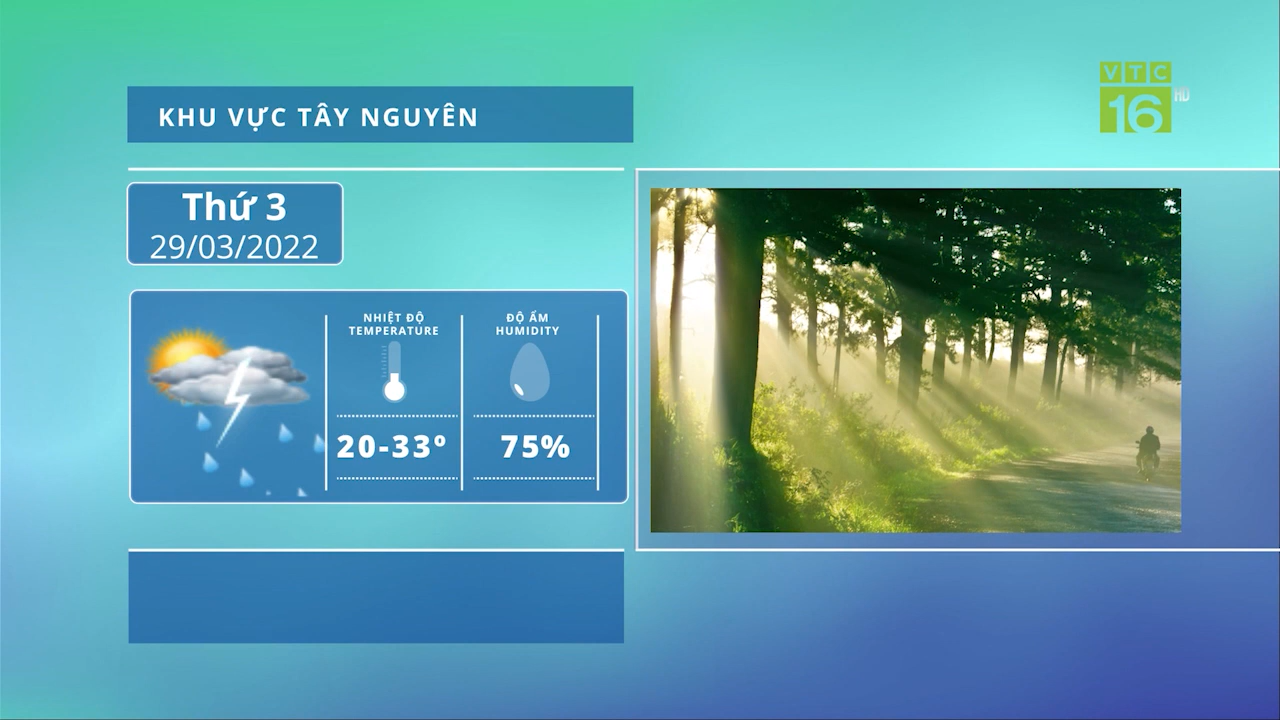 KHU VỰC TÂY NGUYÊN
VTC
16 HD
Thứ 3
29/03/2022
NHIỆT ĐỘ
TEMPERATURE
20-33º
ĐỘ ẨM
HUMIDITY
75%